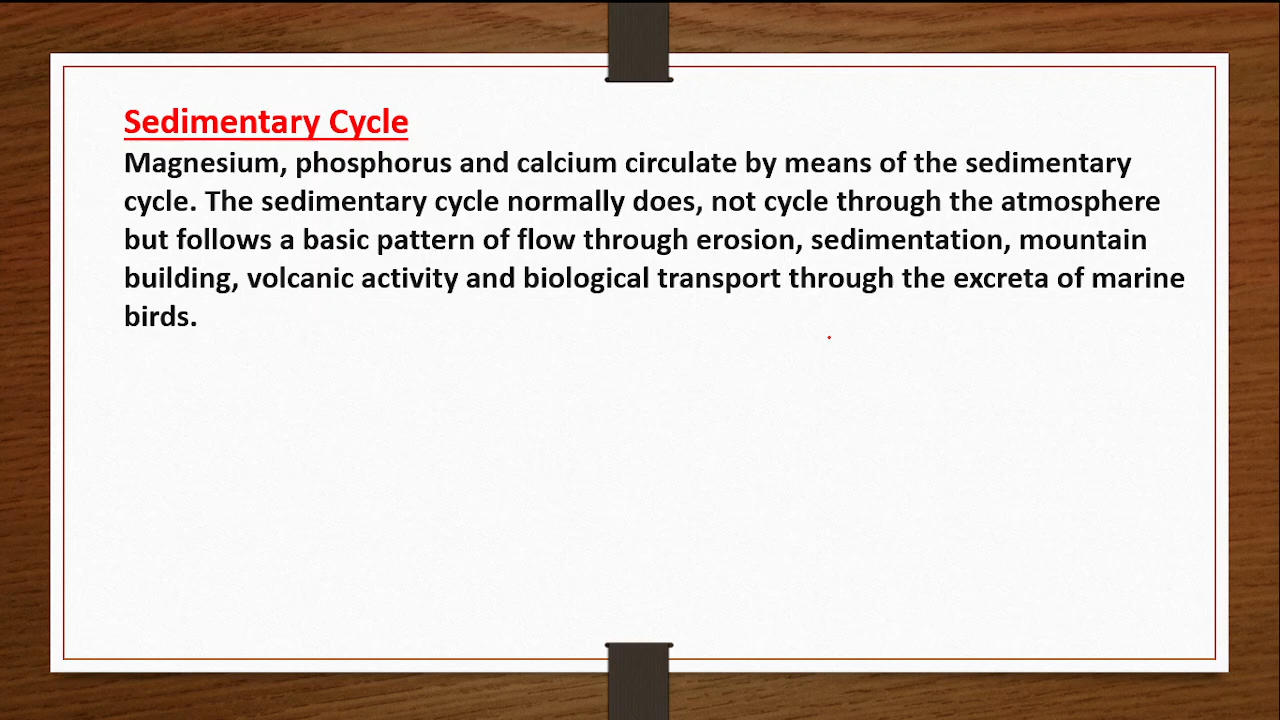 Sedimentary Cycle
Magnesium, phosphorus and calcium circulate by means of the sedimentary
cycle. The sedimentary cycle normally does, not cycle through the atmosphere
but follows a basic pattern of flow through erosion, sedimentation, mountain
building, volcanic activity and biological transport through the excreta of marine
birds.